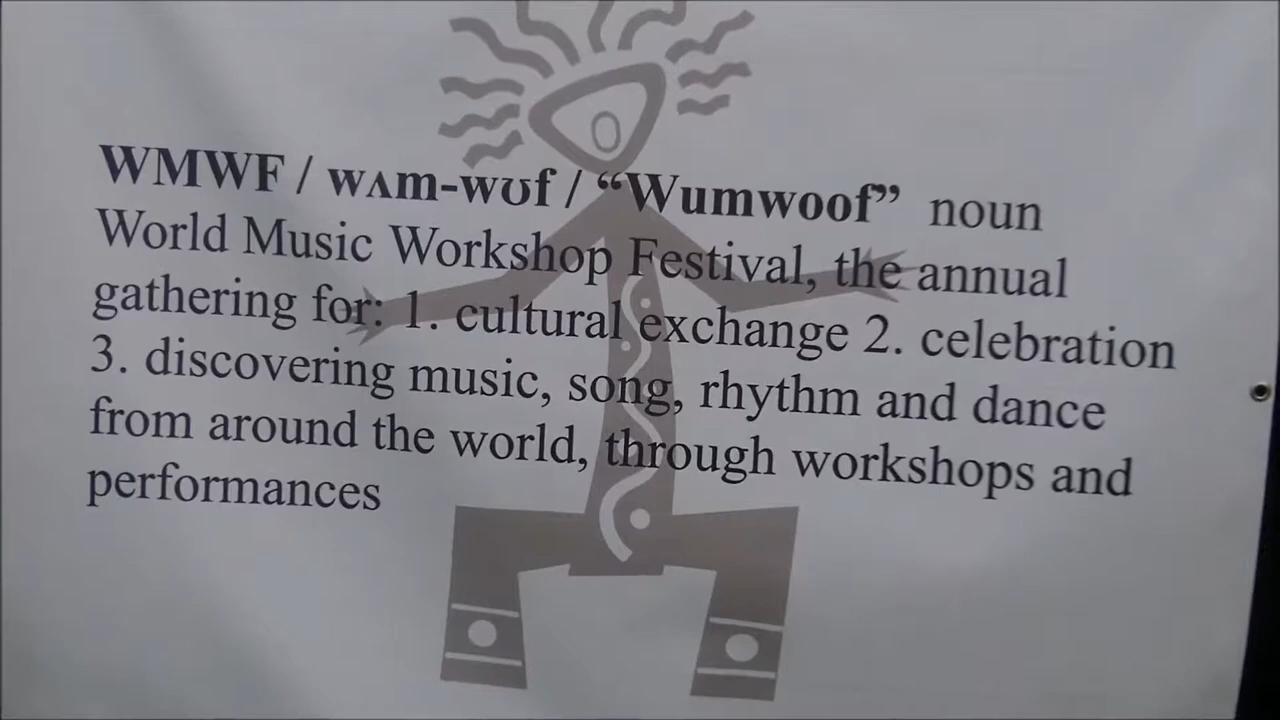 WMWF / wʌm-wʊf / “Wumwoof” noun
World Music Workshop Festival, the annual
gathering for: 1. cultural exchange 2. celebration
3. discovering music, song, rhythm and dance
from around the world, through workshops and
performances